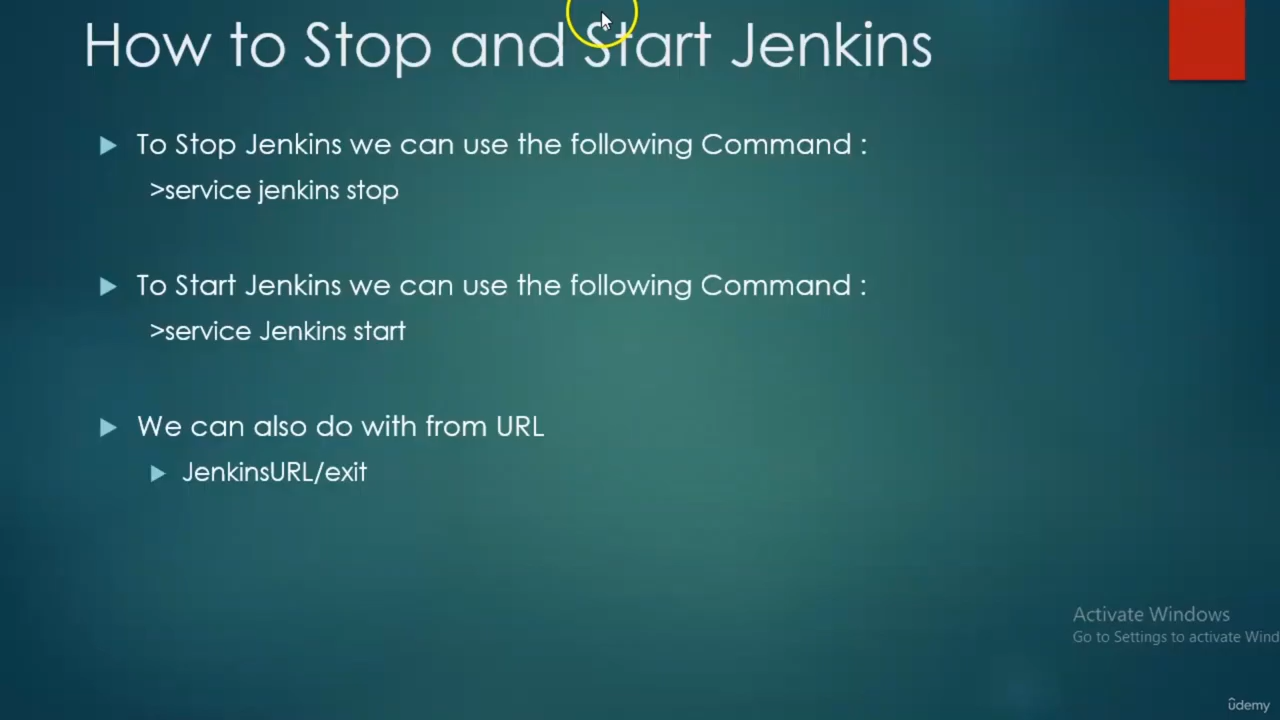 How to Stop and Start Jenkins
To Stop Jenkins we can use the following Command :
>service jenkins stop
To Start Jenkins we can use the following Command :
>service Jenkins start
We can also do with from URL
JenkinsURL/exit
Activate Windows
Go to Settings to activate Wind
ûdemy